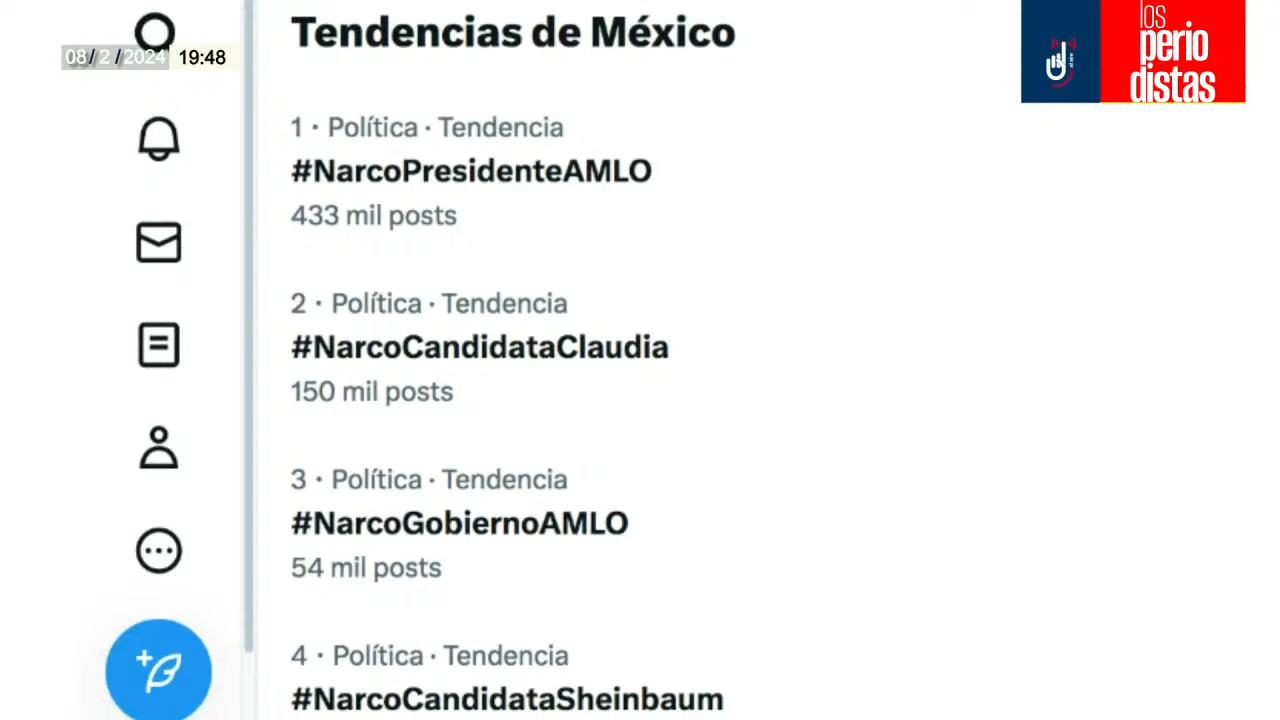 Tendencias de México
08/ 2 /2024 19:48
los
perio
distas
1 · Política · Tendencia
#NarcoPresidenteAMLO
433 mil posts
2 · Política · Tendencia
#NarcoCandidataClaudia
150 mil posts
3 · Política · Tendencia
#NarcoGobiernoAMLO
54 mil posts
4 · Política · Tendencia
#NarcoCandidataSheinbaum